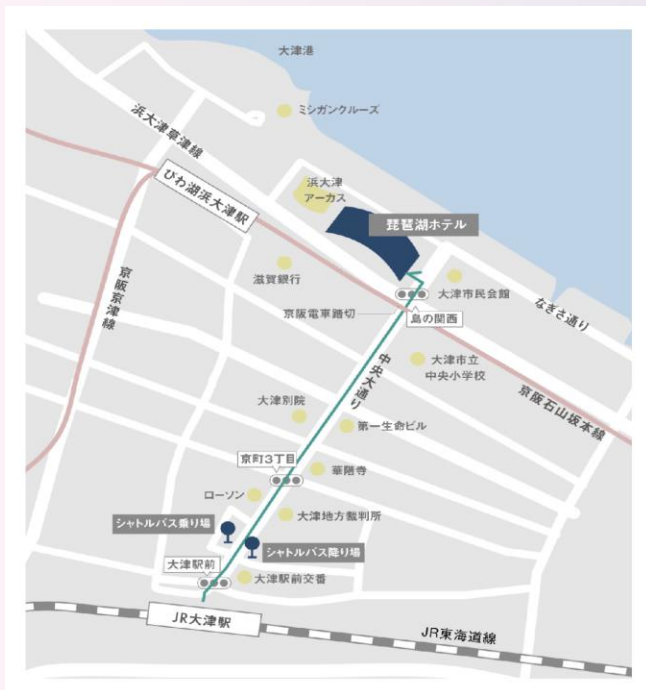 大津港
ミシガンクルーズ
浜大津草津線
びわ湖浜大津駅
浜大津
アーカス
琵琶湖ホテル
滋賀銀行
大津市民会館
なぎさ通り
京阪京津線
京阪電車踏切
島の関西
中央大通り
大津市立
中央小学校
京阪石山坂本線
大津別院
第一生命ビル
京町3丁目
華階寺
ローソン
大津地方裁判所
シャトルバス乗り場
シャトルバス降り場
大津駅前
大津駅前交番
JR大津駅
JR東海道線